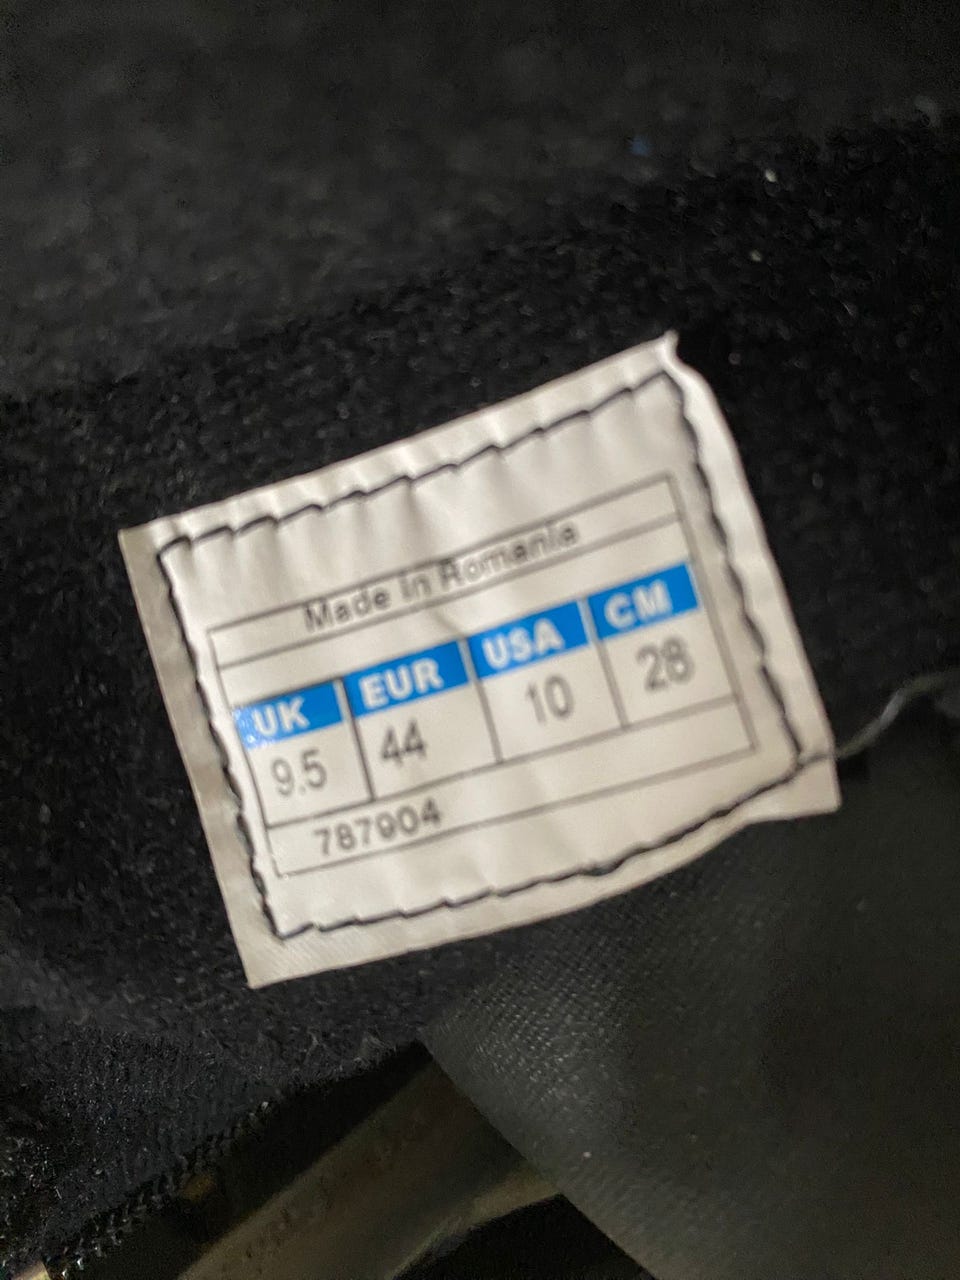 Made in Romania
UK EUR USA CM
9.5 44 10 28
787904